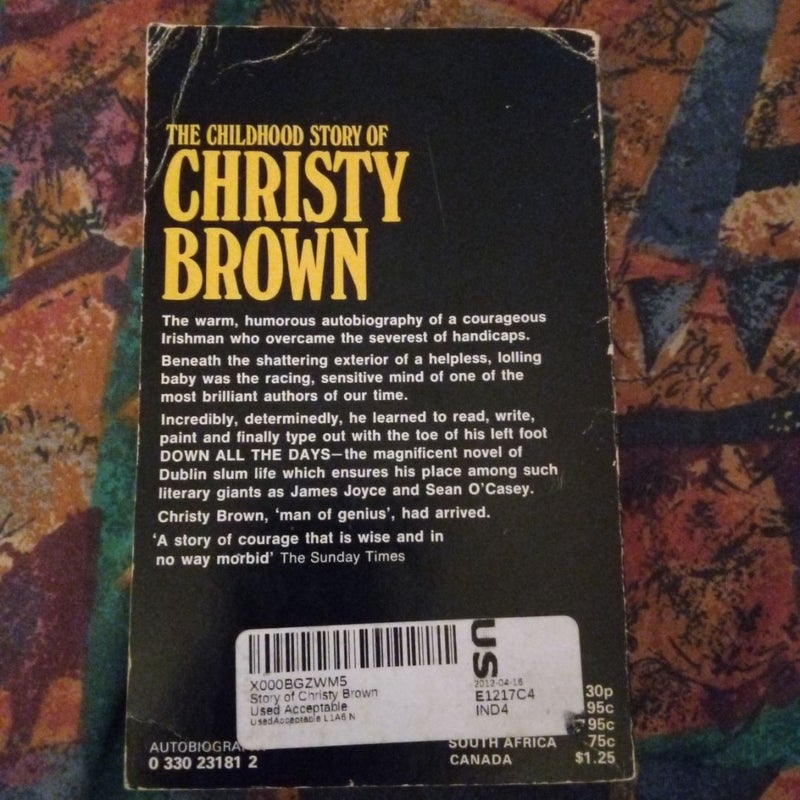 THE CHILDHOOD STORY OF
CHRISTY
BROWN
The warm, humorous autobiography of a courageous
Irishman who overcame the severest of handicaps.
Beneath the shattering exterior of a helpless, lolling
baby was the racing, sensitive mind of one of the
most brilliant authors of our time.
Incredibly, determinedly, he learned to read, write,
paint and finally type out with the toe of his left foot
DOWN ALL THE DAYS—the magnificent novel of
Dublin slum life which ensures his place among such
literary giants as James Joyce and Sean O'Casey.
Christy Brown, 'man of genius', had arrived.
'A story of courage that is wise and in
no way morbid' The Sunday Times
US
X000BGZWM5
Story of Christy Brown
Used Acceptable
UsedAcceptable L1A6 N
2012-04-16
E1217C4
IND4
30p
95c
95c
AUTOBIOGRA
SOUTH AFRICA 75c
0 330 23181 2
CANADA $1.25